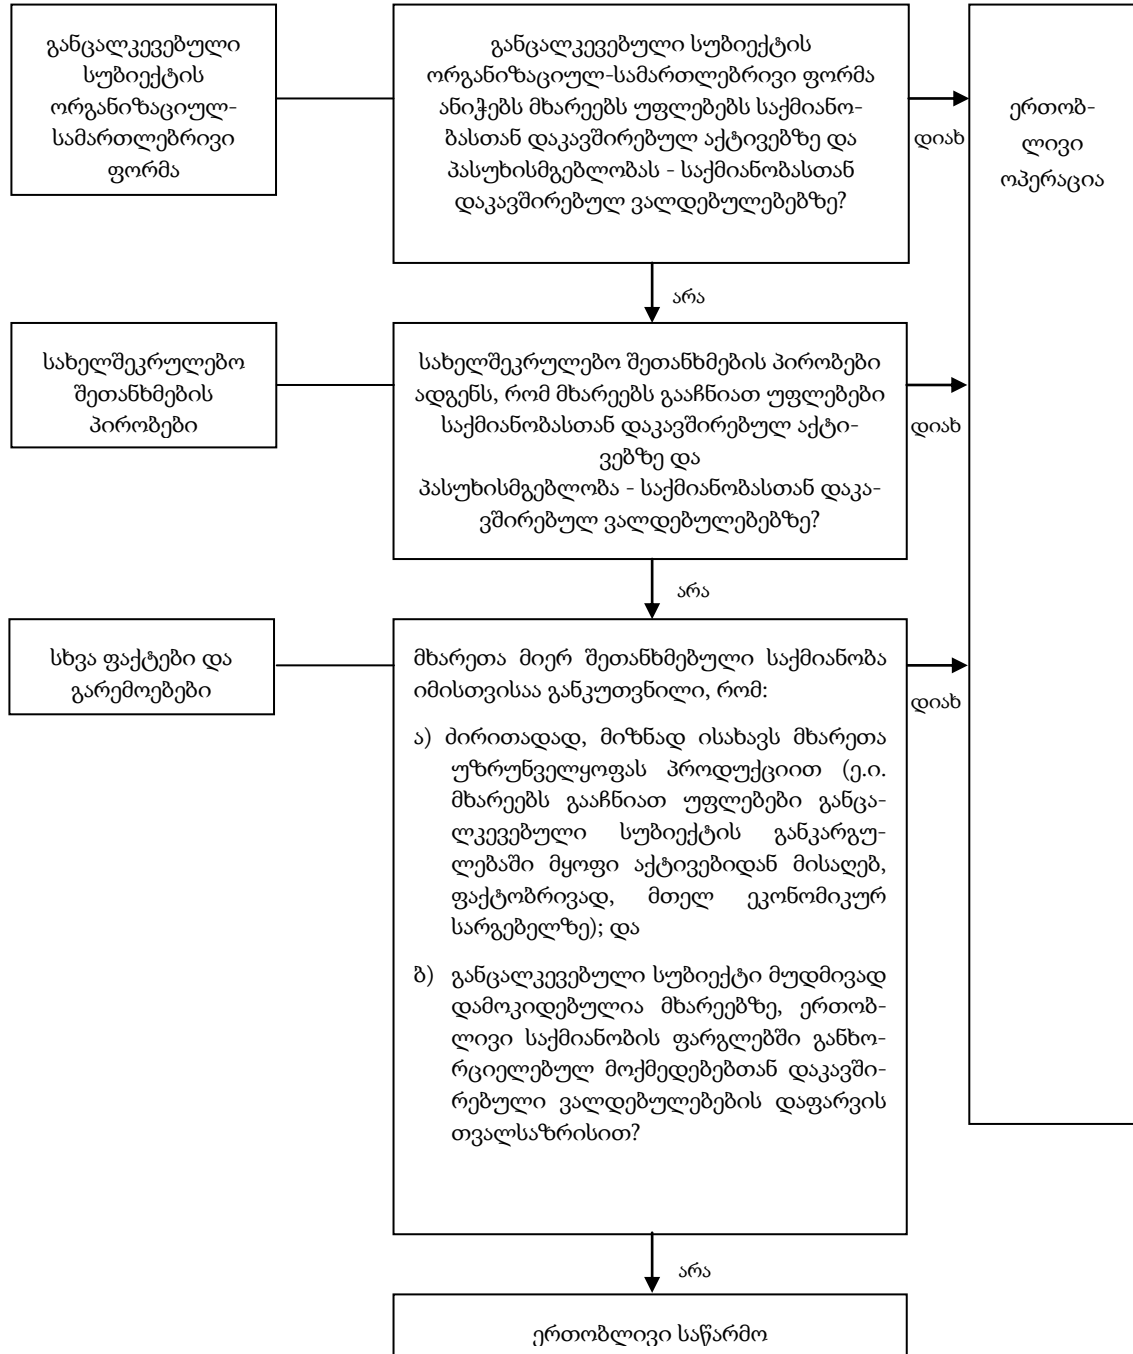 განცალკევებული
სუბიექტის
ორგანიზაციულ-
სამართლებრივი
ფორმა
განცალკევებული სუბიექტის
ორგანიზაციულ-სამართლებრივი ფორმა
ანიჭებს მხარეებს უფლებებს საქმიანო-
ბასთან დაკავშირებულ აქტივებზე და
პასუხისმგებლობას - საქმიანობასთან
დაკავშირებულ ვალდებულებებზე?
დიახ
ერთობ-
ლივი
ოპერაცია
არა
სახელშეკრულებო
შეთანხმების
პირობები
სახელშეკრულებო შეთანხმების პირობები
ადგენს, რომ მხარეებს გააჩნიათ უფლებები
საქმიანობასთან დაკავშირებულ აქტი-
ვებზე და
პასუხისმგებლობა - საქმიანობასთან დაკა-
ვშირებულ ვალდებულებებზე?
დიახ
არა
სხვა ფაქტები და
გარემოებები
მხარეთა მიერ შეთანხმებული საქმიანობა
იმისთვისაა განკუთვნილი, რომ:
ა) ძირითადად, მიზნად ისახავს მხარეთა
უზრუნველყოფას პროდუქციით (ე.ი.
მხარეებს გააჩნიათ უფლებები განცა-
ლკევებული სუბიექტის განკარგუ-
ლებაში მყოფი აქტივებიდან მისაღებ,
ფაქტობრივად, მთელ ეკონომიკურ
სარგებელზე); და
ბ) განცალკევებული სუბიექტი მუდმივად
დამოკიდებულია მხარეებზე, ერთობ-
ლივი საქმიანობის ფარგლებში განხო-
რციელებულ მოქმედებებთან დაკავში-
რებული ვალდებულებების დაფარვის
თვალსაზრისით?
დიახ
არა
ერთობლივი საწარმო